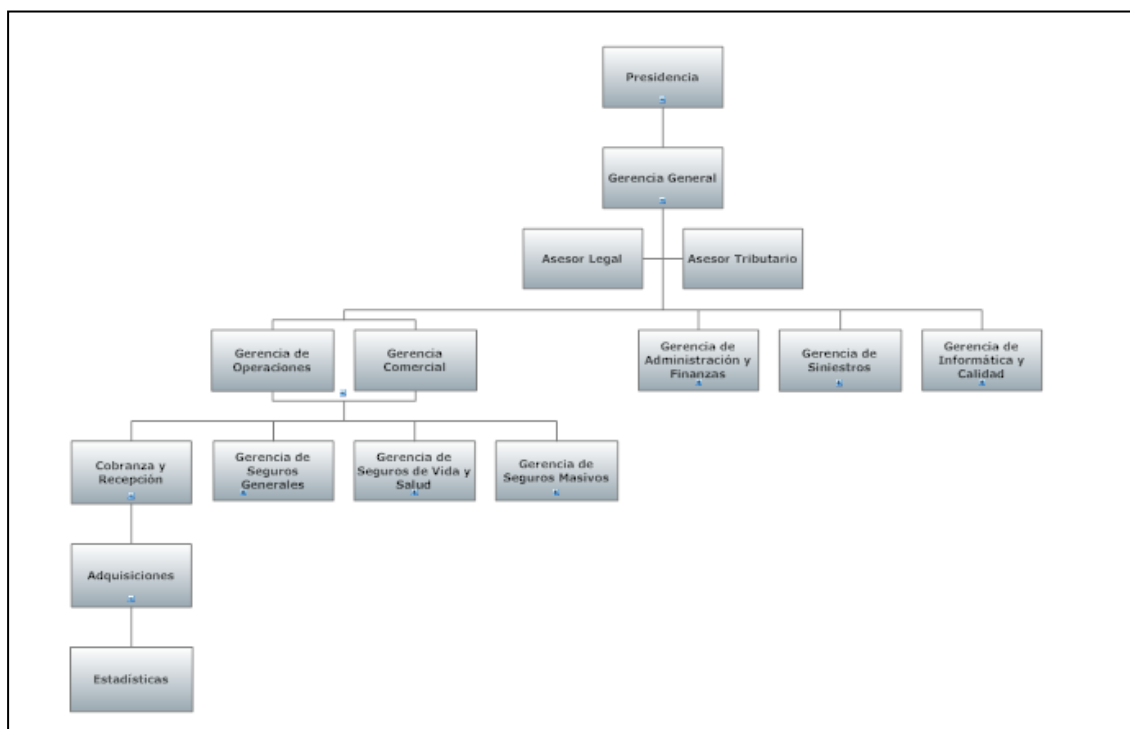 Presidencia
Gerencia General
Asesor Legal
Asesor Tributario
Gerencia de
Operaciones
Gerencia
Comercial
Gerencia de
Administración y
Finanzas
Gerencia de
Siniestros
Gerencia de
Informática y
Calidad
Cobranza y
Recepción
Gerencia de
Seguros
Generales
Gerencia de
Seguros de Vida y
Salud
Gerencia de
Seguros Masivos
Adquisiciones
Estadísticas